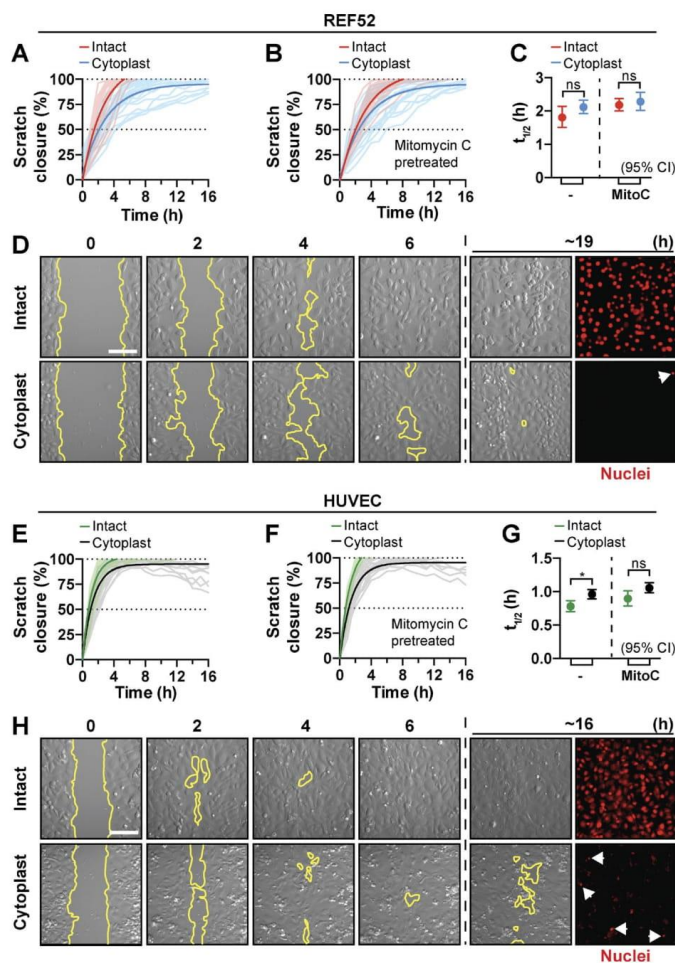 REF52
A
Intact
Cytoplast
Scratch
closure (%)
100
75
50
25
0
0 4 8 12 16
Time (h)
B
Intact
Cytoplast
Scratch
closure (%)
100
75
50
25
0
Mitomycin C
pretreated
0 4 8 12 16
Time (h)
C
Intact
Cytoplast
t1/2 (h)
3
2
1
0
ns
ns
(95% CI)
-
MitoC
D
0 2 4 6 ~19 (h)
Intact
Cytoplast
Nuclei
HUVEC
E
Intact
Cytoplast
Scratch
closure (%)
100
75
50
25
0
0 4 8 12 16
Time (h)
F
Intact
Cytoplast
Scratch
closure (%)
100
75
50
25
0
Mitomycin C
pretreated
0 4 8 12 16
Time (h)
G
Intact
Cytoplast
t1/2 (h)
1.5
1.0
0.5
0.0
*
ns
(95% CI)
-
MitoC
H
0 2 4 6 ~16 (h)
Intact
Cytoplast
Nuclei